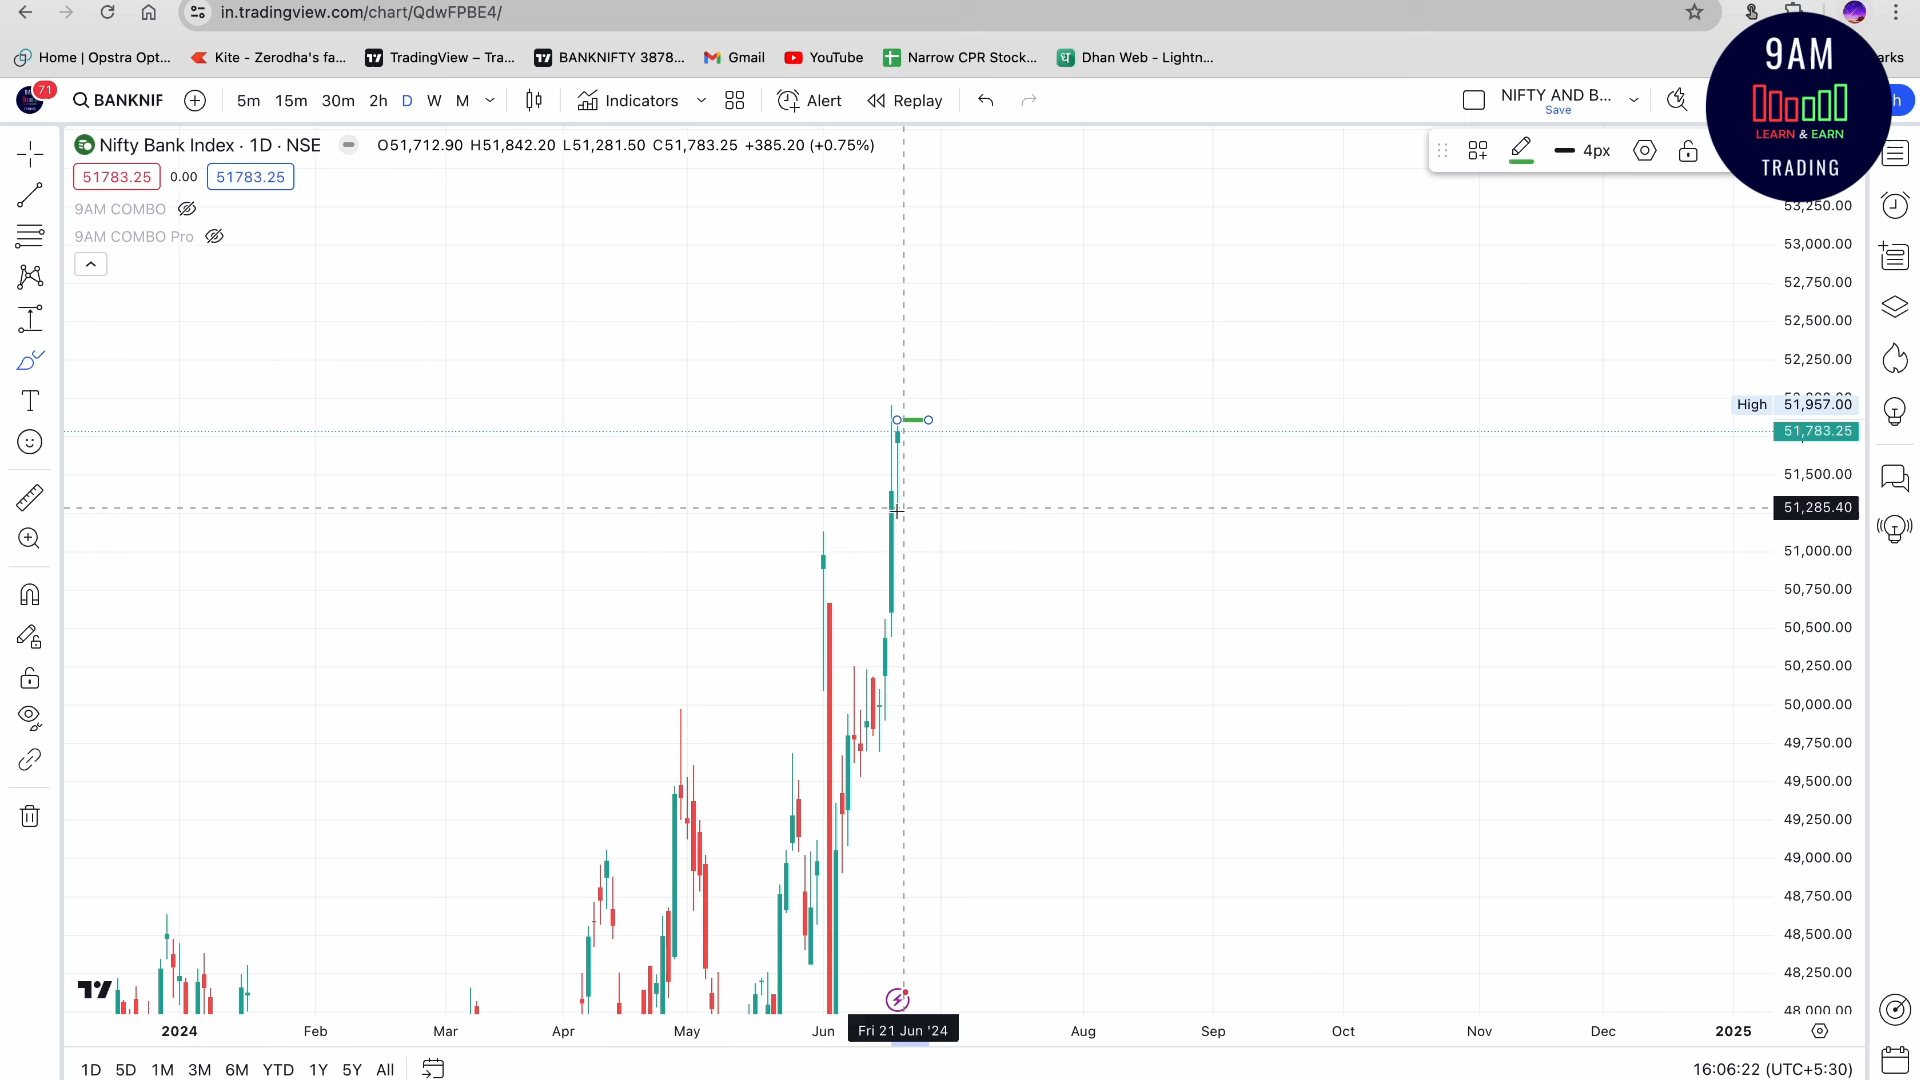 in.tradingview.com/chart/QdwFPBE4/
Home | Opstra Opt...
Kite - Zerodha's fa...
TradingView – Tra...
BANKNIFTY 3878...
Gmail
YouTube
Narrow CPR Stock...
Dhan Web - Lightn...
arks
9AM
LEARN & EARN
TRADING
71
BANKNIF
5m 15m 30m 2h D W M
Indicators
Alert
Replay
NIFTY AND B...
Save
h
Nifty Bank Index · 1D · NSE
O51,712.90 H51,842.20 L51,281.50 C51,783.25 +385.20 (+0.75%)
51783.25 0.00 51783.25
4px
9AM COMBO
9AM COMBO Pro
53,250.00
53,000.00
52,750.00
52,500.00
52,250.00
High 51,957.00
51,783.25
51,500.00
51,285.40
51,000.00
50,750.00
50,500.00
50,250.00
50,000.00
49,750.00
49,500.00
49,250.00
49,000.00
48,750.00
48,500.00
48,250.00
48,000.00
2024 Feb Mar Apr May Jun Fri 21 Jun '24 Aug Sep Oct Nov Dec 2025
1D 5D 1M 3M 6M YTD 1Y 5Y All
16:06:22 (UTC+5:30)